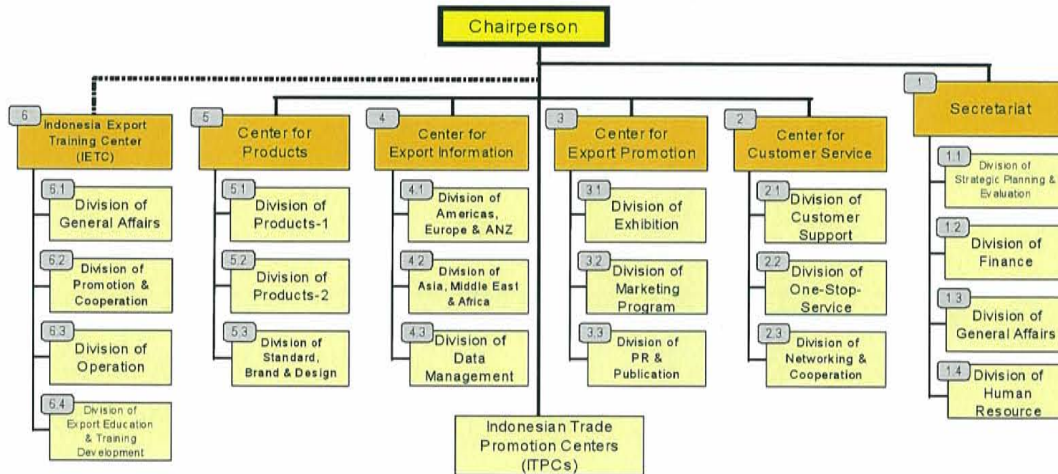 Chairperson
6
Indonesia Export
Training Center
(IETC)
6.1
Division of
General Affairs
6.2
Division of
Promotion &
Cooperation
6.3
Division of
Operation
6.4
Division of
Export Education
& Training
Development
5
Center for
Products
5.1
Division of
Products-1
5.2
Division of
Products-2
5.3
Division of
Standard,
Brand & Design
4
Center for
Export Information
4.1
Division of
Americas,
Europe & ANZ
4.2
Division of
Asia, Middle East
& Africa
4.3
Division of
Data
Management
3
Center for
Export Promotion
3.1
Division of
Exhibition
3.2
Division of
Marketing
Program
3.3
Division of
PR &
Publication
2
Center for
Customer Service
2.1
Division of
Customer
Support
2.2
Division of
One-Stop-
Service
2.3
Division of
Networking &
Cooperation
1
Secretariat
1.1
Division of
Strategic Planning &
Evaluation
1.2
Division of
Finance
1.3
Division of
General Affairs
1.4
Division of
Human
Resource
Indonesian Trade
Promotion Centers
(ITPCs)